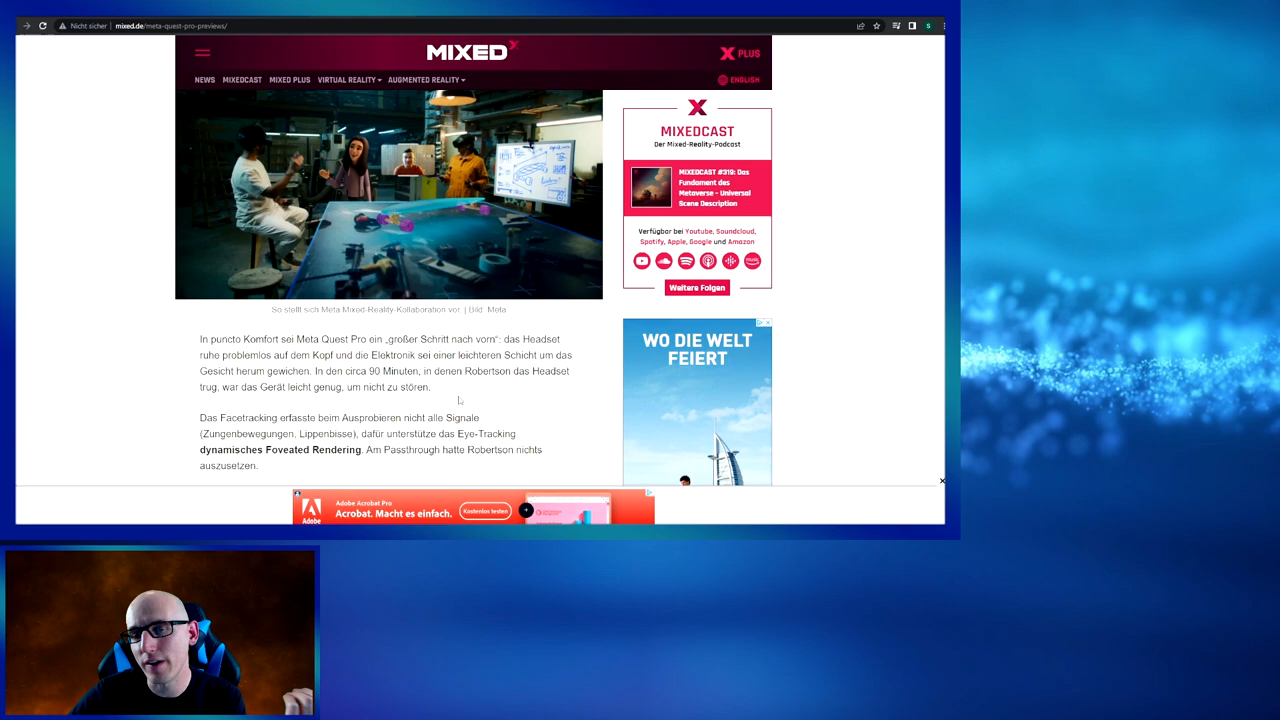 Nicht sicher | mixed.de/meta-quest-pro-previews/
S
MIXED
X PLUS
NEWS MIXEDCAST MIXED PLUS VIRTUAL REALITY AUGMENTED REALITY
ENGLISH
So stellt sich Meta Mixed-Reality-Kollaboration vor. | Bild: Meta
In puncto Komfort sei Meta Quest Pro ein „großer Schritt nach vorn“: das Headset
ruhe problemlos auf dem Kopf und die Elektronik sei einer leichteren Schicht um das
Gesicht herum gewichen. In den circa 90 Minuten, in denen Robertson das Headset
trug, war das Gerät leicht genug, um nicht zu stören.
Das Facetracking erfasste beim Ausprobieren nicht alle Signale
(Zungenbewegungen, Lippenbisse), dafür unterstütze das Eye-Tracking
dynamisches Foveated Rendering. Am Passthrough hatte Robertson nichts
auszusetzen.
MIXEDCAST
Der Mixed-Reality-Podcast
MIXEDCAST #319: Das
Fundament des
Metaverse - Universal
Scene Description
Verfügbar bei Youtube, Soundcloud,
Spotify, Apple, Google und Amazon
music
Weitere Folgen
WO DIE WELT
FEIERT
Adobe
Adobe Acrobat Pro
Acrobat. Macht es einfach.
Kostenlos testen